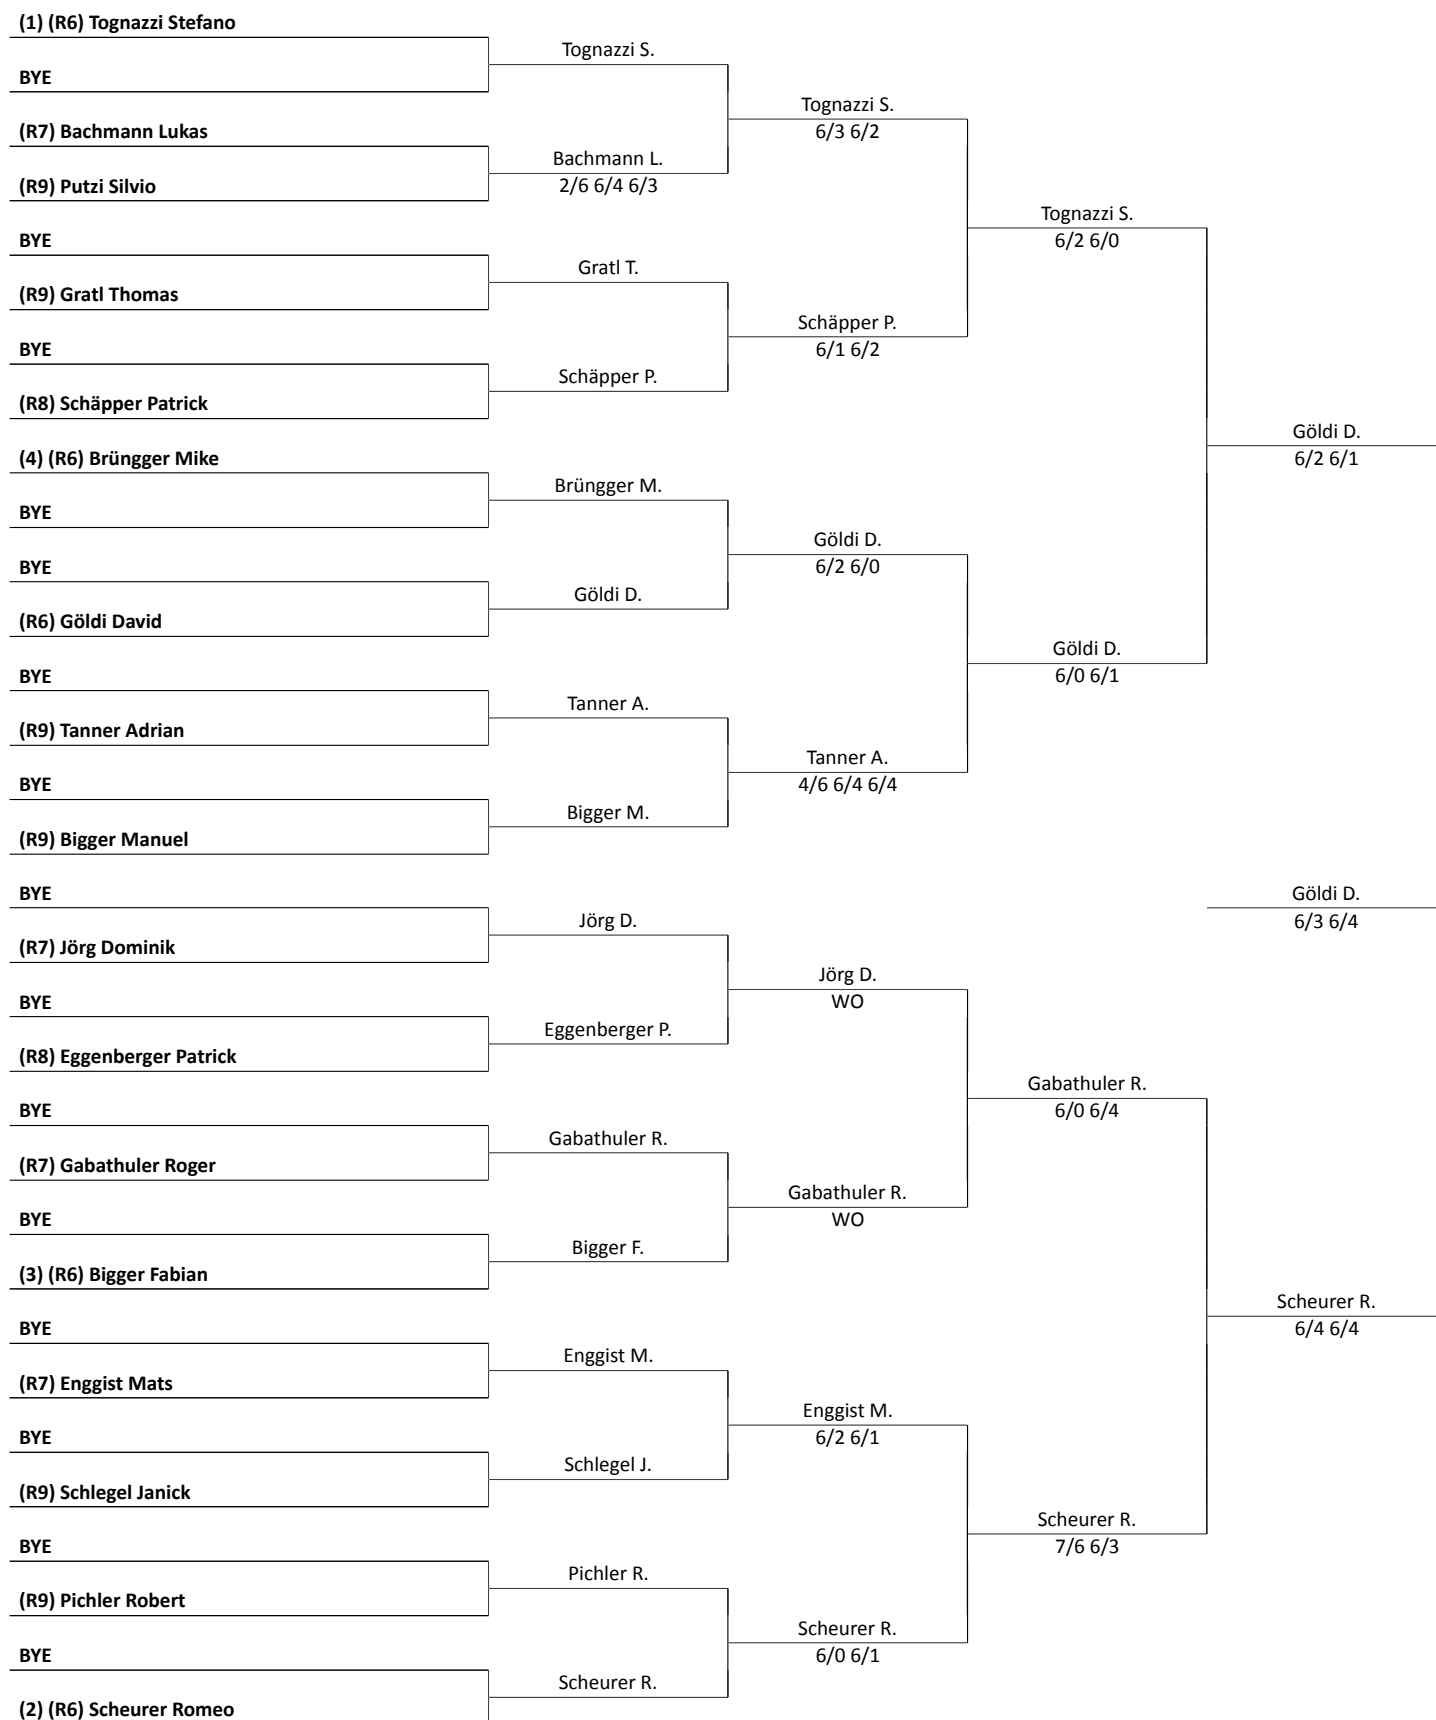 (1) (R6) Tognazzi Stefano
Tognazzi S.
BYE
Tognazzi S.
6/3 6/2
(R7) Bachmann Lukas
Bachmann L.
2/6 6/4 6/3
(R9) Putzi Silvio
Tognazzi S.
6/2 6/0
BYE
Gratl T.
(R9) Gratl Thomas
Schäpper P.
6/1 6/2
BYE
Schäpper P.
(R8) Schäpper Patrick
Göldi D.
6/2 6/1
(4) (R6) Brüngger Mike
Brüngger M.
BYE
Göldi D.
6/2 6/0
BYE
Göldi D.
(R6) Göldi David
Göldi D.
6/0 6/1
BYE
Tanner A.
(R9) Tanner Adrian
Tanner A.
4/6 6/4 6/4
BYE
Bigger M.
(R9) Bigger Manuel
BYE
Göldi D.
6/3 6/4
Jörg D.
(R7) Jörg Dominik
Jörg D.
WO
BYE
Eggenberger P.
(R8) Eggenberger Patrick
Gabathuler R.
6/0 6/4
BYE
Gabathuler R.
(R7) Gabathuler Roger
Gabathuler R.
WO
BYE
Bigger F.
(3) (R6) Bigger Fabian
Scheurer R.
6/4 6/4
BYE
Enggist M.
(R7) Enggist Mats
Enggist M.
6/2 6/1
BYE
Schlegel J.
(R9) Schlegel Janick
Scheurer R.
7/6 6/3
BYE
Pichler R.
(R9) Pichler Robert
Scheurer R.
6/0 6/1
BYE
Scheurer R.
(2) (R6) Scheurer Romeo